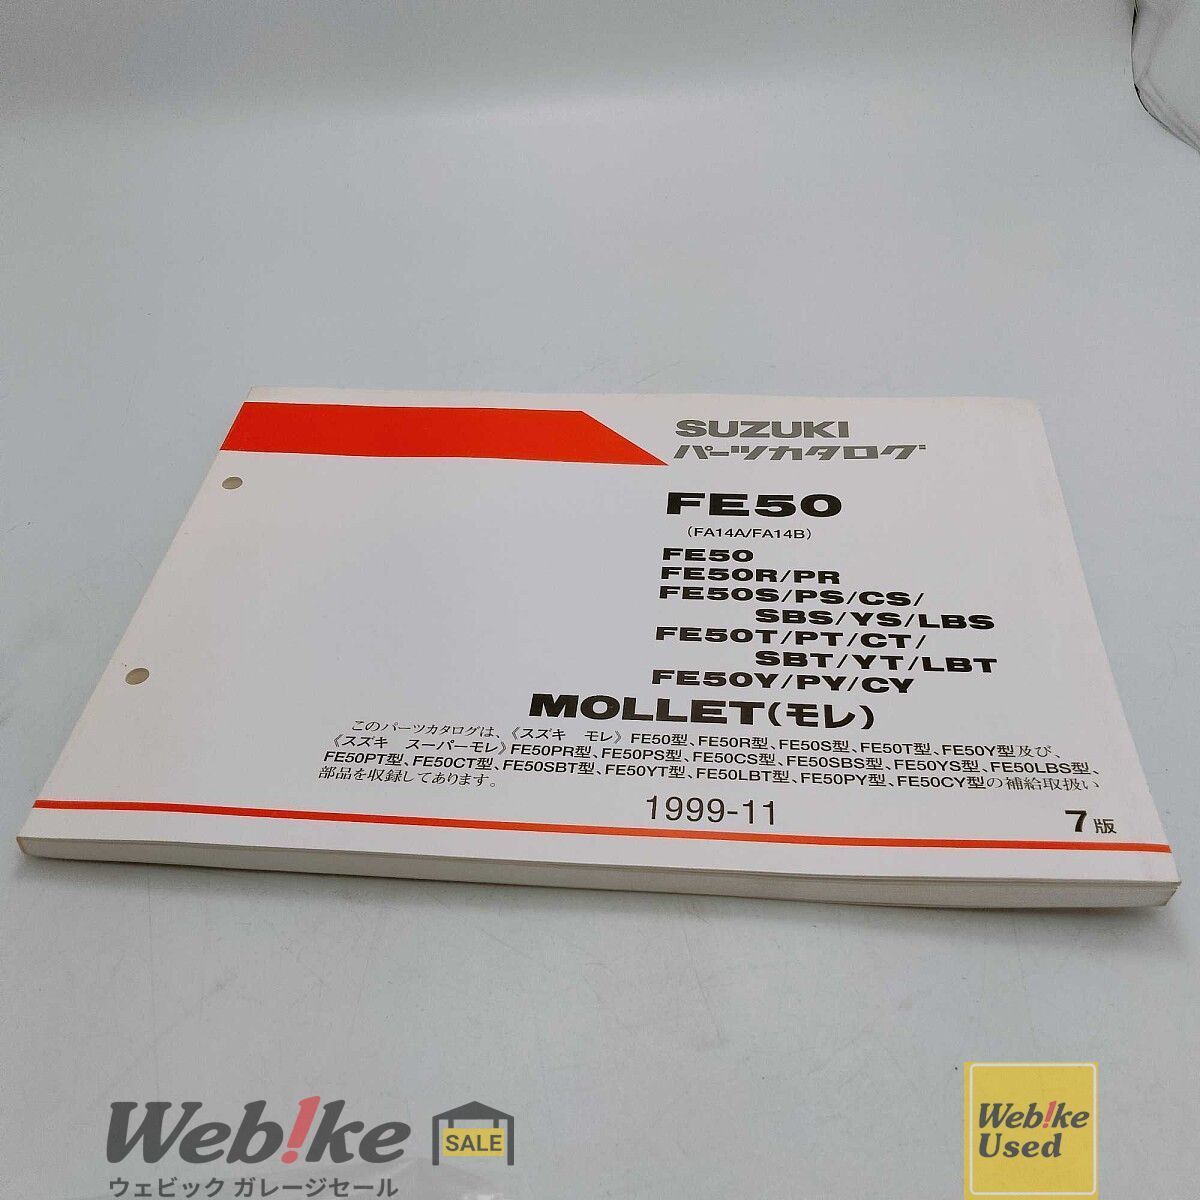 SUZUKI
パーツカタログ
FE50
(FA14A/FA14B)
FE50
FE50R/PR
FE50S/PS/CS/
SBS/YS/LBS
FE50T/PT/CT/
SBT/YT/LBT
FE50Y/PY/CY
MOLLET(モレ)
このパーツカタログは、《スズキ モレ》FE50型、FE50R型、FE50S型、FE50T型、FE50Y型及び、
《スズキ スーパーモレ》FE50PR型、FE50PS型、FE50CS型、FE50SBS型、FE50YS型、FE50LBS型、
FE50PT型、FE50CT型、FE50SBT型、FE50YT型、FE50LBT型、FE50PY型、FE50CY型の補給取扱い
部品を収録してあります。
1999-11
7版
Web!ke
SALE
ウェビック ガレージセール
Web!ke
Used